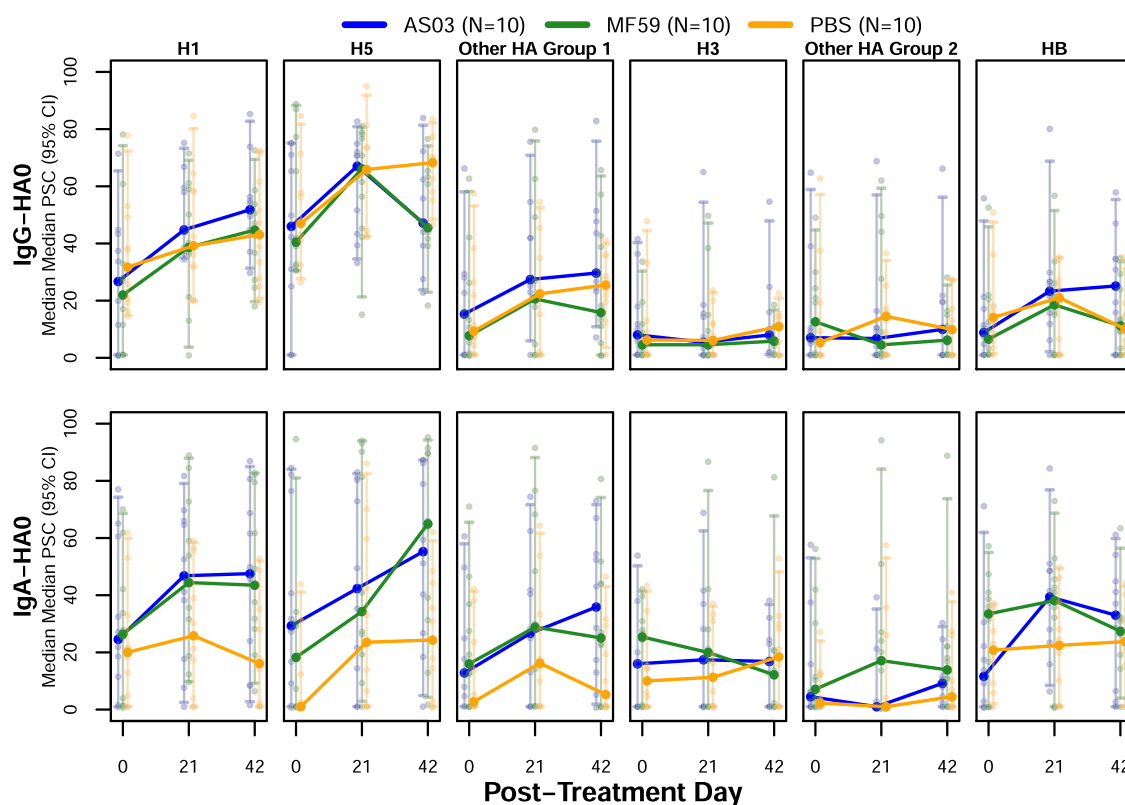 AS03 (N=10) MF59 (N=10) PBS (N=10)
H1 H5 Other HA Group 1 H3 Other HA Group 2 HB
IgG−HA0
Median Median PSC (95% CI)
100
80
60
40
20
0
IgA−HA0
Median Median PSC (95% CI)
100
80
60
40
20
0
0 21 42 0 21 42 0 21 42 0 21 42 0 21 42 0 21 42
Post−Treatment Day